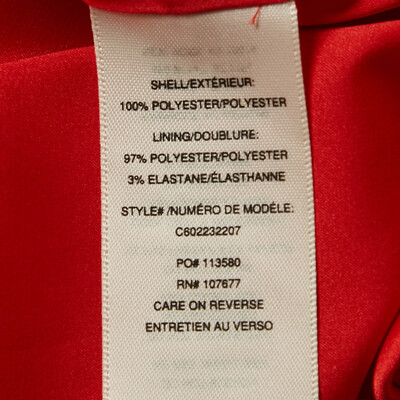 SHELL/EXTÉRIEUR:
100% POLYESTER/POLYESTER
LINING/DOUBLURE:
97% POLYESTER/POLYESTER
3% ELASTANE/ÉLASTHANNE
STYLE# /NUMÉRO DE MODÈLE:
C602232207
PO# 113580
RN# 107677
CARE ON REVERSE
ENTRETIEN AU VERSO